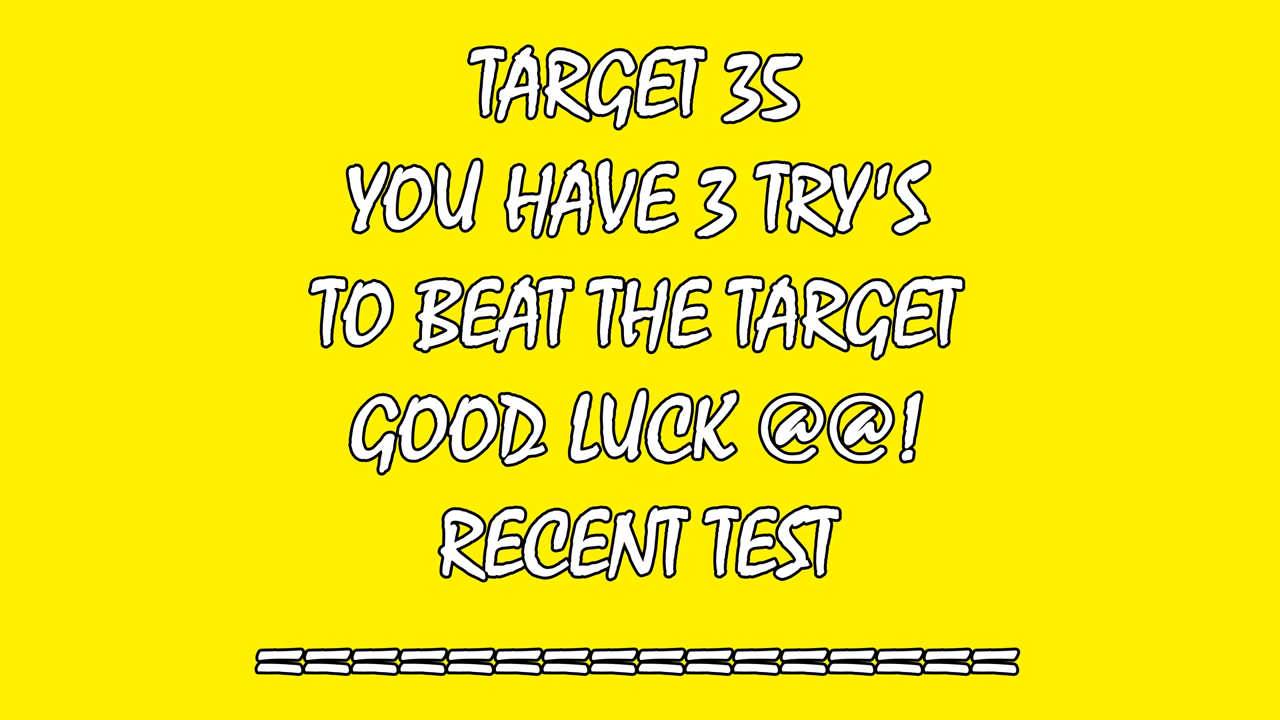 TARGET 35
YOU HAVE 3 TRY'S
TO BEAT THE TARGET
GOOD LUCK @@!
RECENT TEST
================